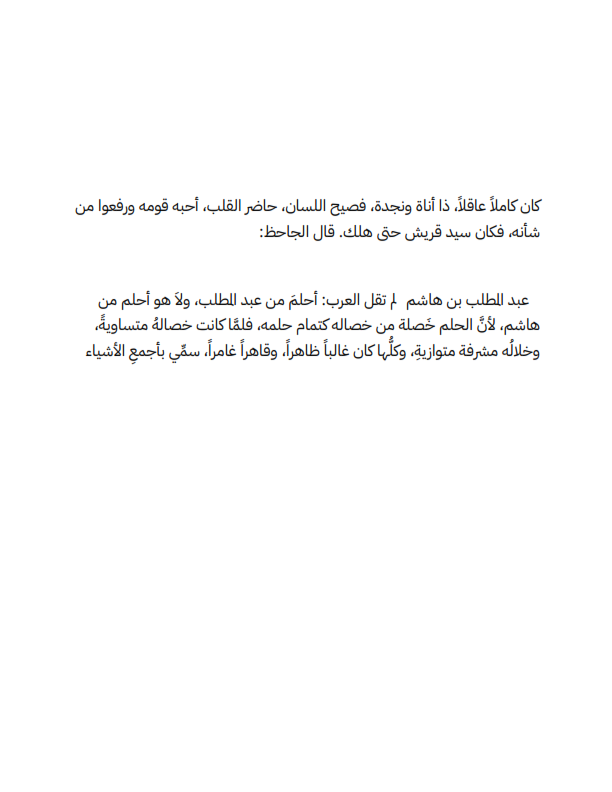 كان كاملاً عاقلاً، ذا أناة ونجدة، فصيح اللسان، حاضر القلب، أحبه قومه ورفعوا من
شأنه، فكان سيد قريش حتى هلك. قال الجاحظ:
عبد المطلب بن هاشم لم تقل العرب: أحلمَ من عبد المطلب، ولاَ هو أحلم من
هاشم، لأنَّ الحلم خَصلة من خصاله كتمام حلمه، فلمَّا كانت خصالهُ متساويةً،
وخلالُه مشرفة متوازيةِ، وكلُّها كان غالباً ظاهراً، وقاهراً غامراً، سمِّي بأجمعِ الأشياء